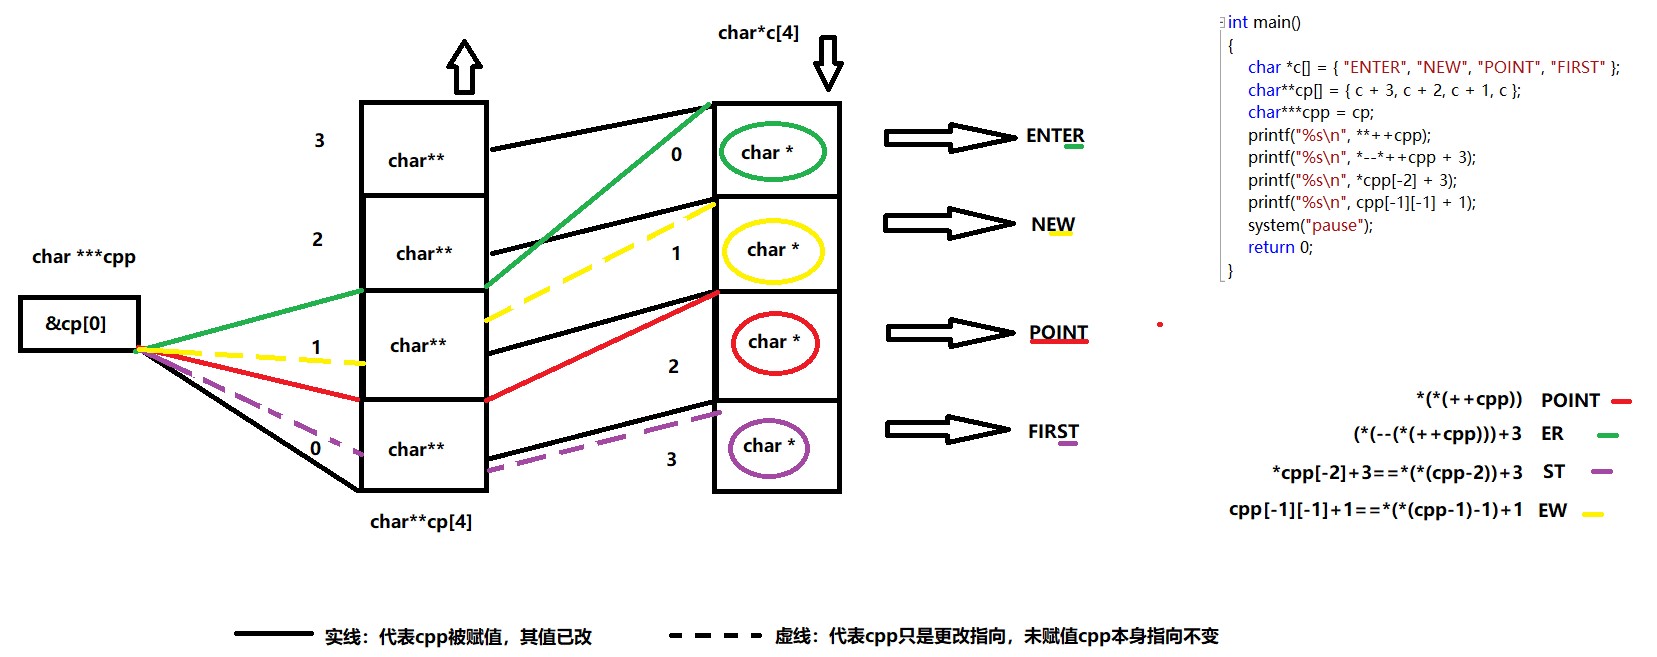 char*c[4]
int main()
{
char *c[] = { "ENTER", "NEW", "POINT", "FIRST" };
char**cp[] = { c + 3, c + 2, c + 1, c };
char***cpp = cp;
printf("%s\n", **++cpp);
printf("%s\n", *--*++cpp + 3);
printf("%s\n", *cpp[-2] + 3);
printf("%s\n", cpp[-1][-1] + 1);
system("pause");
return 0;
}
3
char**
0
char *
ENTER
2
char**
1
char *
NEW
char ***cpp
&cp[0]
1
char**
2
char *
POINT
0
char**
3
char *
FIRST
char**cp[4]
*(*(++cpp)) POINT
(*(--(*(++cpp)))+3 ER
*cpp[-2]+3==*(*(cpp-2))+3 ST
cpp[-1][-1]+1==*(*(cpp-1)-1)+1 EW
实线：代表cpp被赋值，其值已改
虚线：代表cpp只是更改指向，未赋值cpp本身指向不变